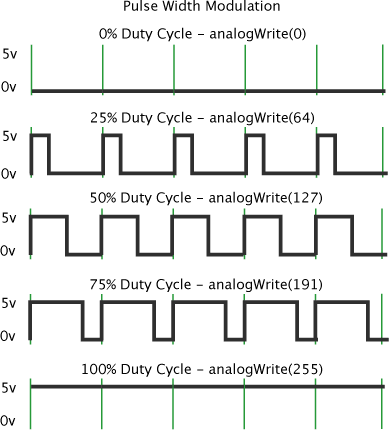 Pulse Width Modulation
0% Duty Cycle – analogWrite(0)
5v
0v
25% Duty Cycle – analogWrite(64)
5v
0v
50% Duty Cycle – analogWrite(127)
5v
0v
75% Duty Cycle – analogWrite(191)
5v
0v
100% Duty Cycle – analogWrite(255)
5v
0v